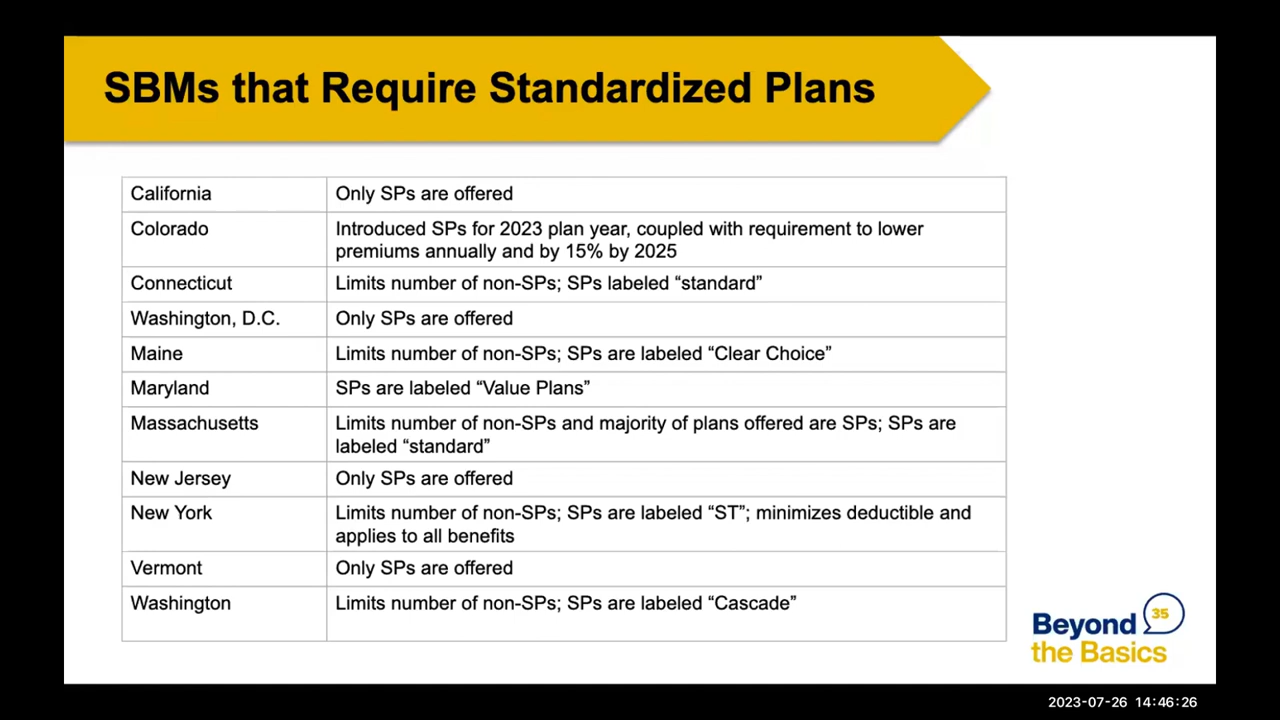 SBMs that Require Standardized Plans
California
Only SPs are offered
Colorado
Introduced SPs for 2023 plan year, coupled with requirement to lower
premiums annually and by 15% by 2025
Connecticut
Limits number of non-SPs; SPs labeled “standard”
Washington, D.C.
Only SPs are offered
Maine
Limits number of non-SPs; SPs are labeled “Clear Choice”
Maryland
SPs are labeled “Value Plans”
Massachusetts
Limits number of non-SPs and majority of plans offered are SPs; SPs are
labeled “standard”
New Jersey
Only SPs are offered
New York
Limits number of non-SPs; SPs are labeled “ST”; minimizes deductible and
applies to all benefits
Vermont
Only SPs are offered
Washington
Limits number of non-SPs; SPs are labeled “Cascade”
35
Beyond
the Basics
2023-07-26 14:46:26